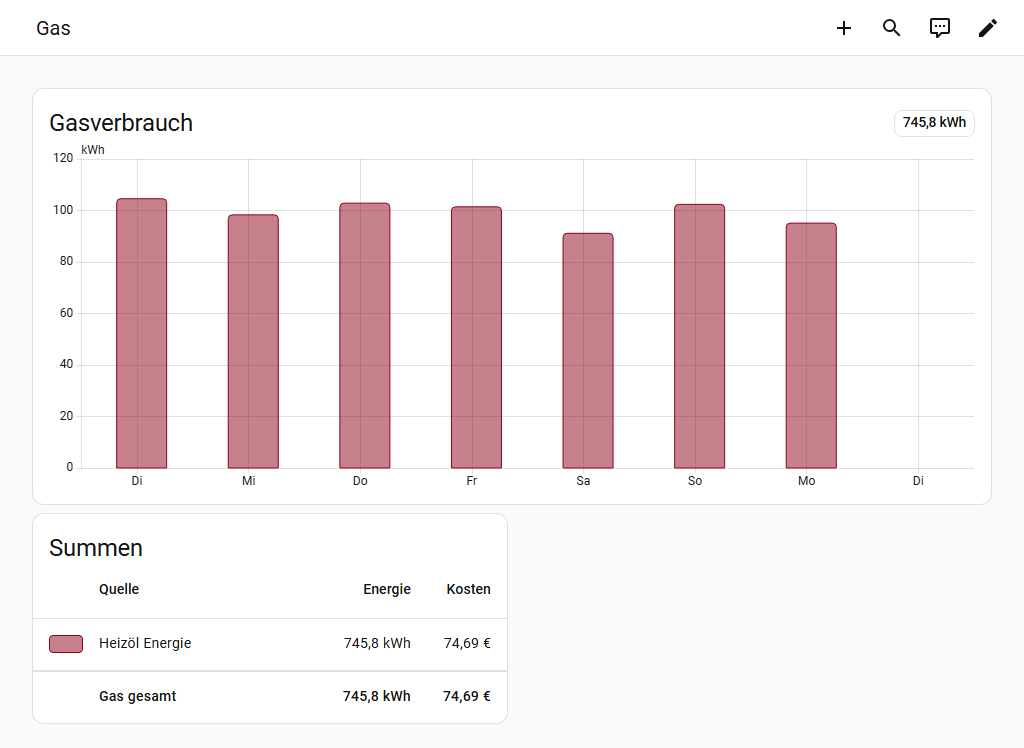 Gas
Gasverbrauch
745,8 kWh
kWh
120
100
80
60
40
20
0
Di Mi Do Fr Sa So Mo Di
Summen
Quelle Energie Kosten
Heizöl Energie 745,8 kWh 74,69 €
Gas gesamt 745,8 kWh 74,69 €